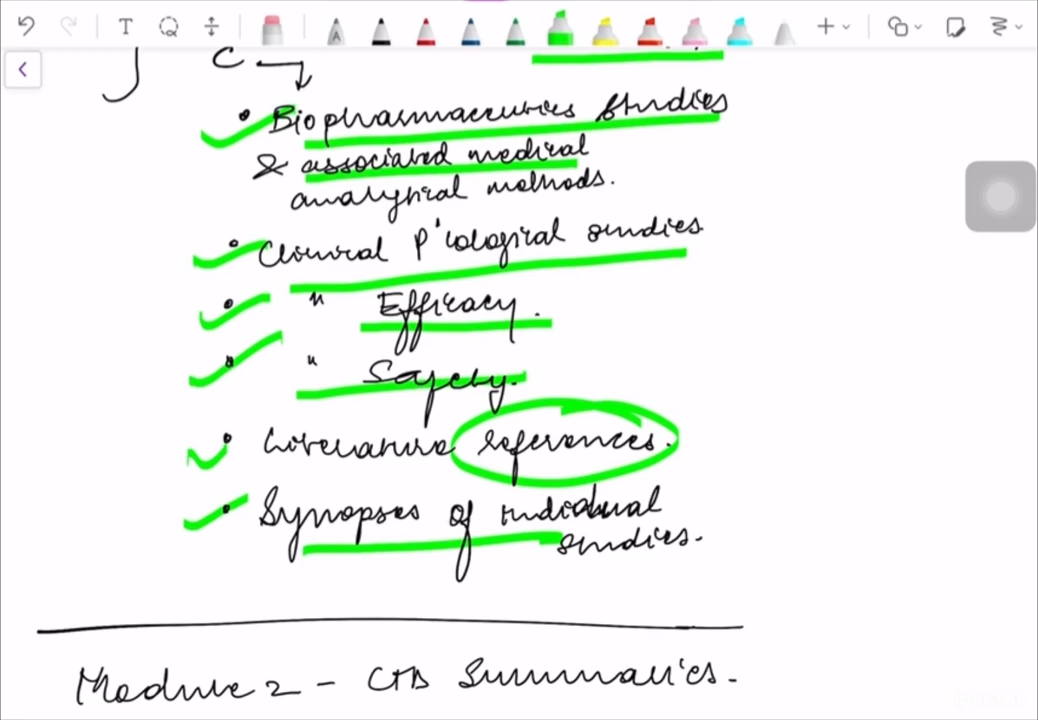 • Biopharmaceutics studies
& associated medical
analytical methods.
• Clinical P'cological studies
• " Efficacy.
• " Safety.
• Literature references.
• Synopses of individual
studies.
Module 2 - CTD Summaries.